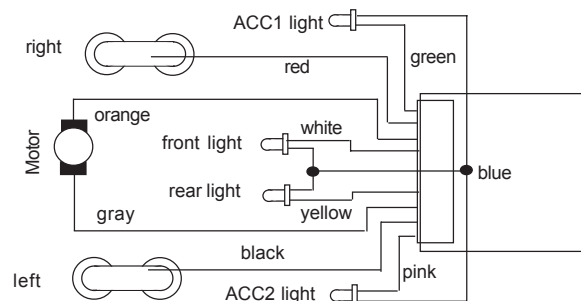 ACC1 light
right
green
red
orange
white
front light
Motor
blue
rear light
yellow
gray
black
left
pink
ACC2 light